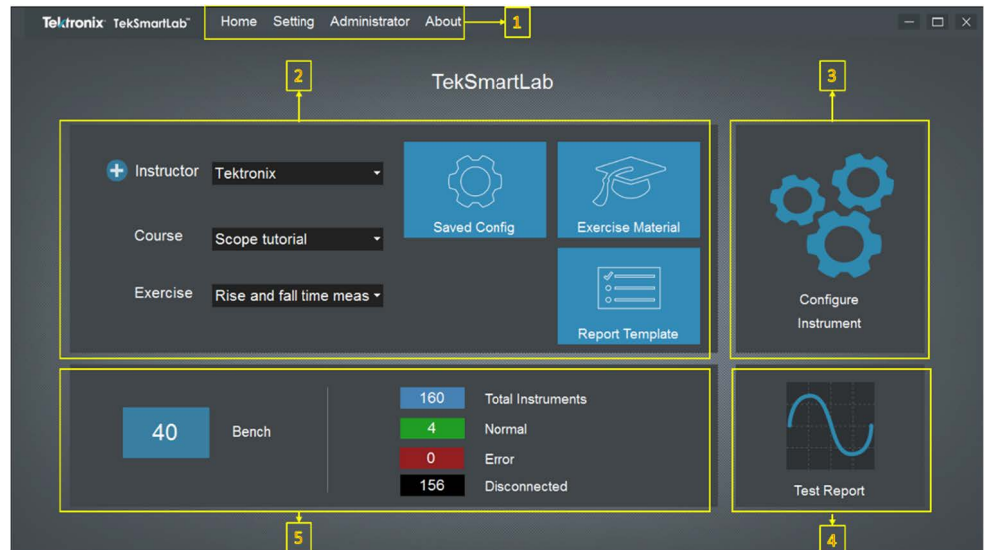 Tektronix TekSmartLab™ Home Setting Administrator About 1
2
3
TekSmartLab
Instructor Tektronix
Course Scope tutorial
Exercise Rise and fall time meas
Saved Config
Exercise Material
Report Template
Configure
Instrument
40 Bench
160 Total Instruments
4 Normal
0 Error
156 Disconnected
Test Report
5
4